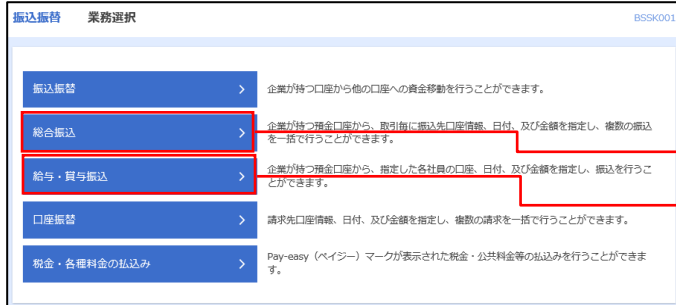 振込振替 業務選択 BSSK001
振込振替 > 企業が持つ口座から他の口座への資金移動を行うことができます。
総合振込 > 企業が持つ預金口座から、取引毎に振込先口座情報、日付、及び金額を指定し、複数の振込
を一括で行うことができます。
給与・賞与振込 > 企業が持つ預金口座から、指定した各社員の口座、日付、及び金額を指定し、振込を行うこ
とができます。
口座振替 > 請求先口座情報、日付、及び金額を指定し、複数の請求を一括で行うことができます。
税金・各種料金の払込み > Pay-easy（ペイジー）マークが表示された税金・公共料金等の払込みを行うことができま
す。